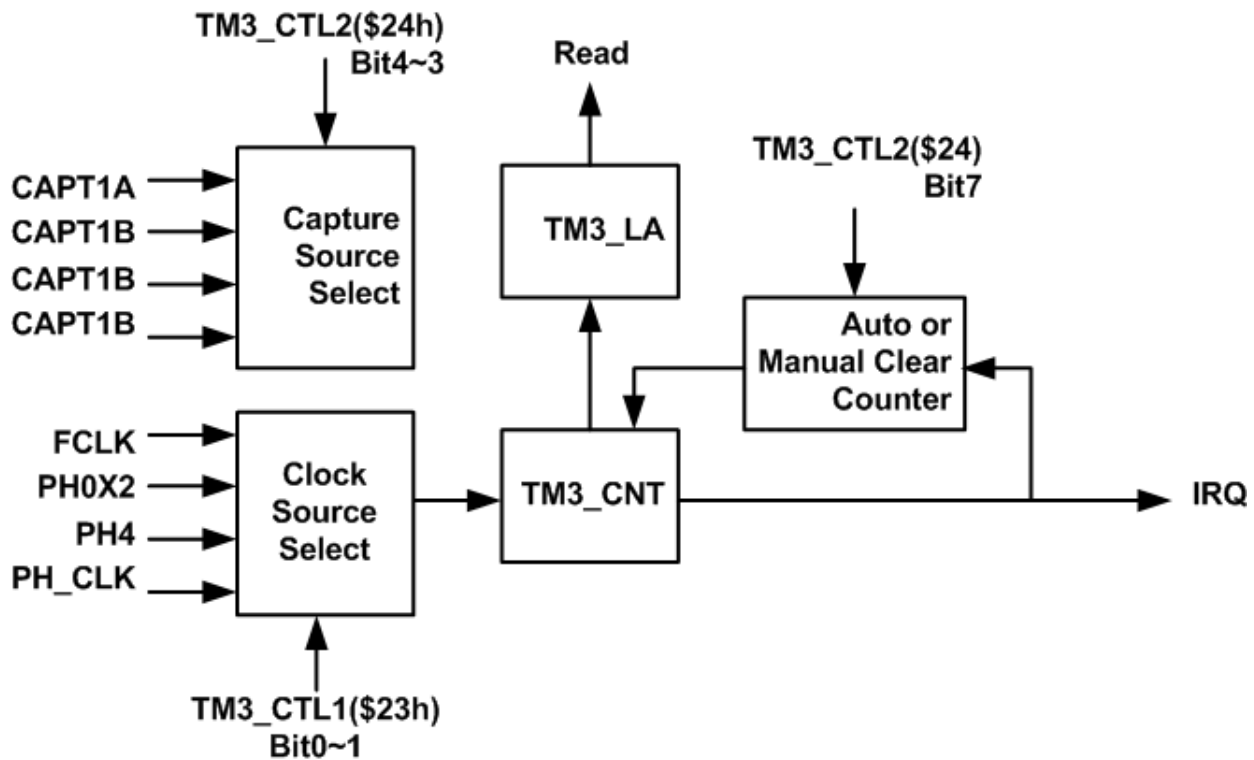 TM3_CTL2($24h)
Bit4~3
Read
TM3_CTL2($24)
Bit7
CAPT1A
CAPT1B
CAPT1B
CAPT1B
Capture
Source
Select
TM3_LA
Auto or
Manual Clear
Counter
FCLK
PH0X2
PH4
PH_CLK
Clock
Source
Select
TM3_CNT
IRQ
TM3_CTL1($23h)
Bit0~1